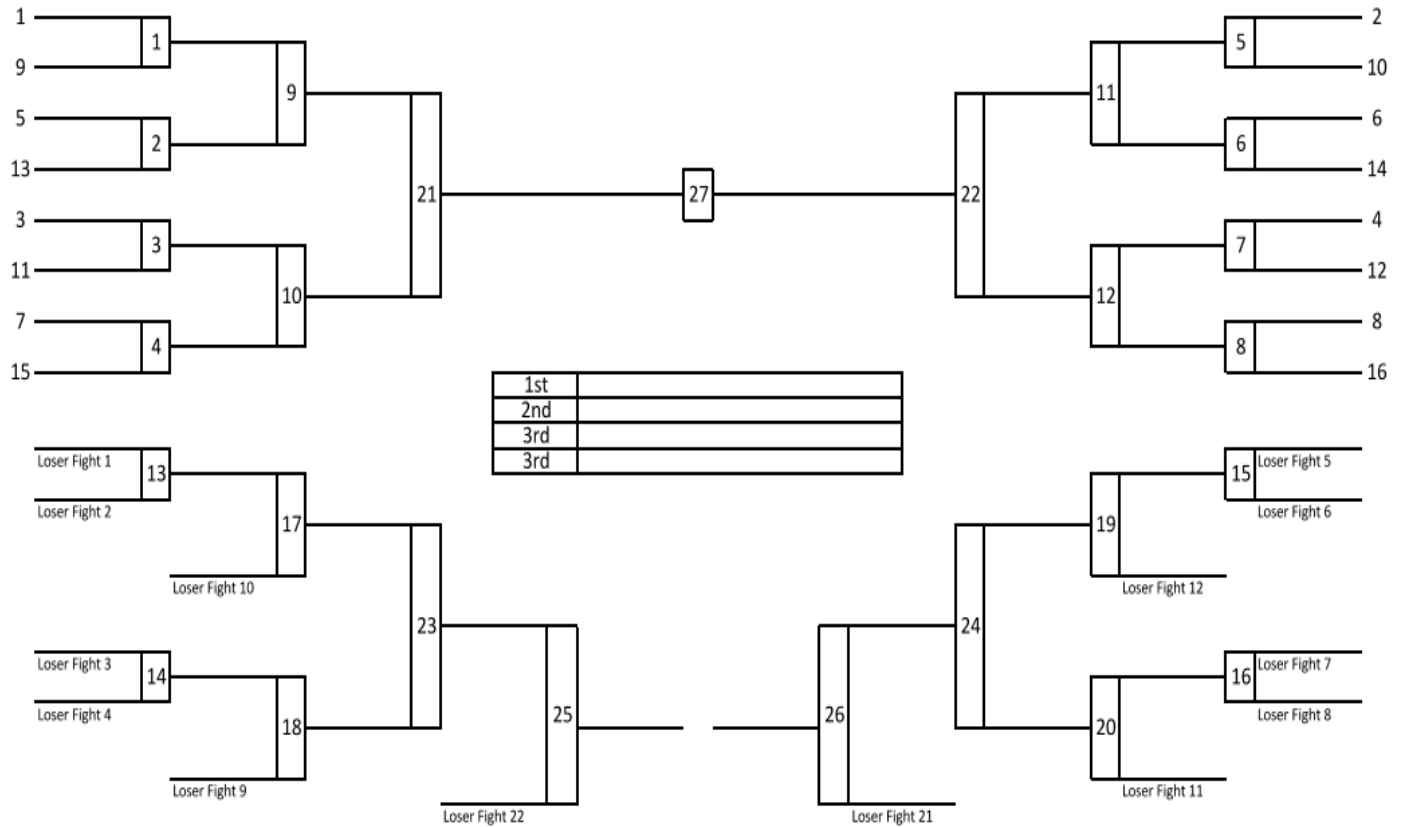 1 2
1 5
9 10
9 11
5 6
2 6
13 14
21 27 22
3 4
3 7
11 12
10 12
7 8
4 8
15 16
1st
2nd
3rd
3rd
Loser Fight 1 Loser Fight 5
13 15
Loser Fight 2 Loser Fight 6
17 19
Loser Fight 10 Loser Fight 12
23 24
Loser Fight 3 Loser Fight 7
14 16
Loser Fight 4 Loser Fight 8
25 26
18 20
Loser Fight 9 Loser Fight 11
Loser Fight 22 Loser Fight 21